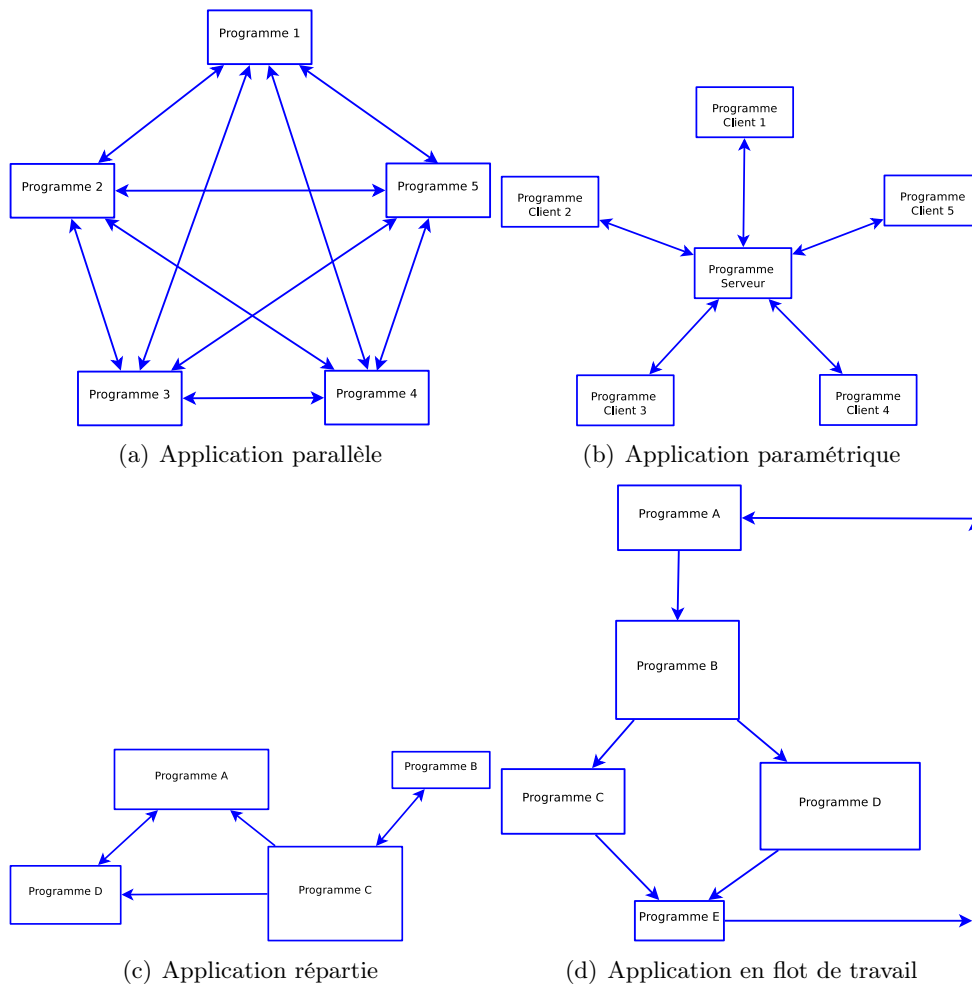 Programme 1
Programme 2
Programme 5
Programme 3
Programme 4
(a) Application parallèle
Programme
Client 1
Programme
Client 2
Programme
Client 5
Programme
Serveur
Programme
Client 3
Programme
Client 4
(b) Application paramétrique
Programme A
Programme B
Programme D
Programme C
(c) Application répartie
Programme A
Programme B
Programme C
Programme D
Programme E
(d) Application en flot de travail